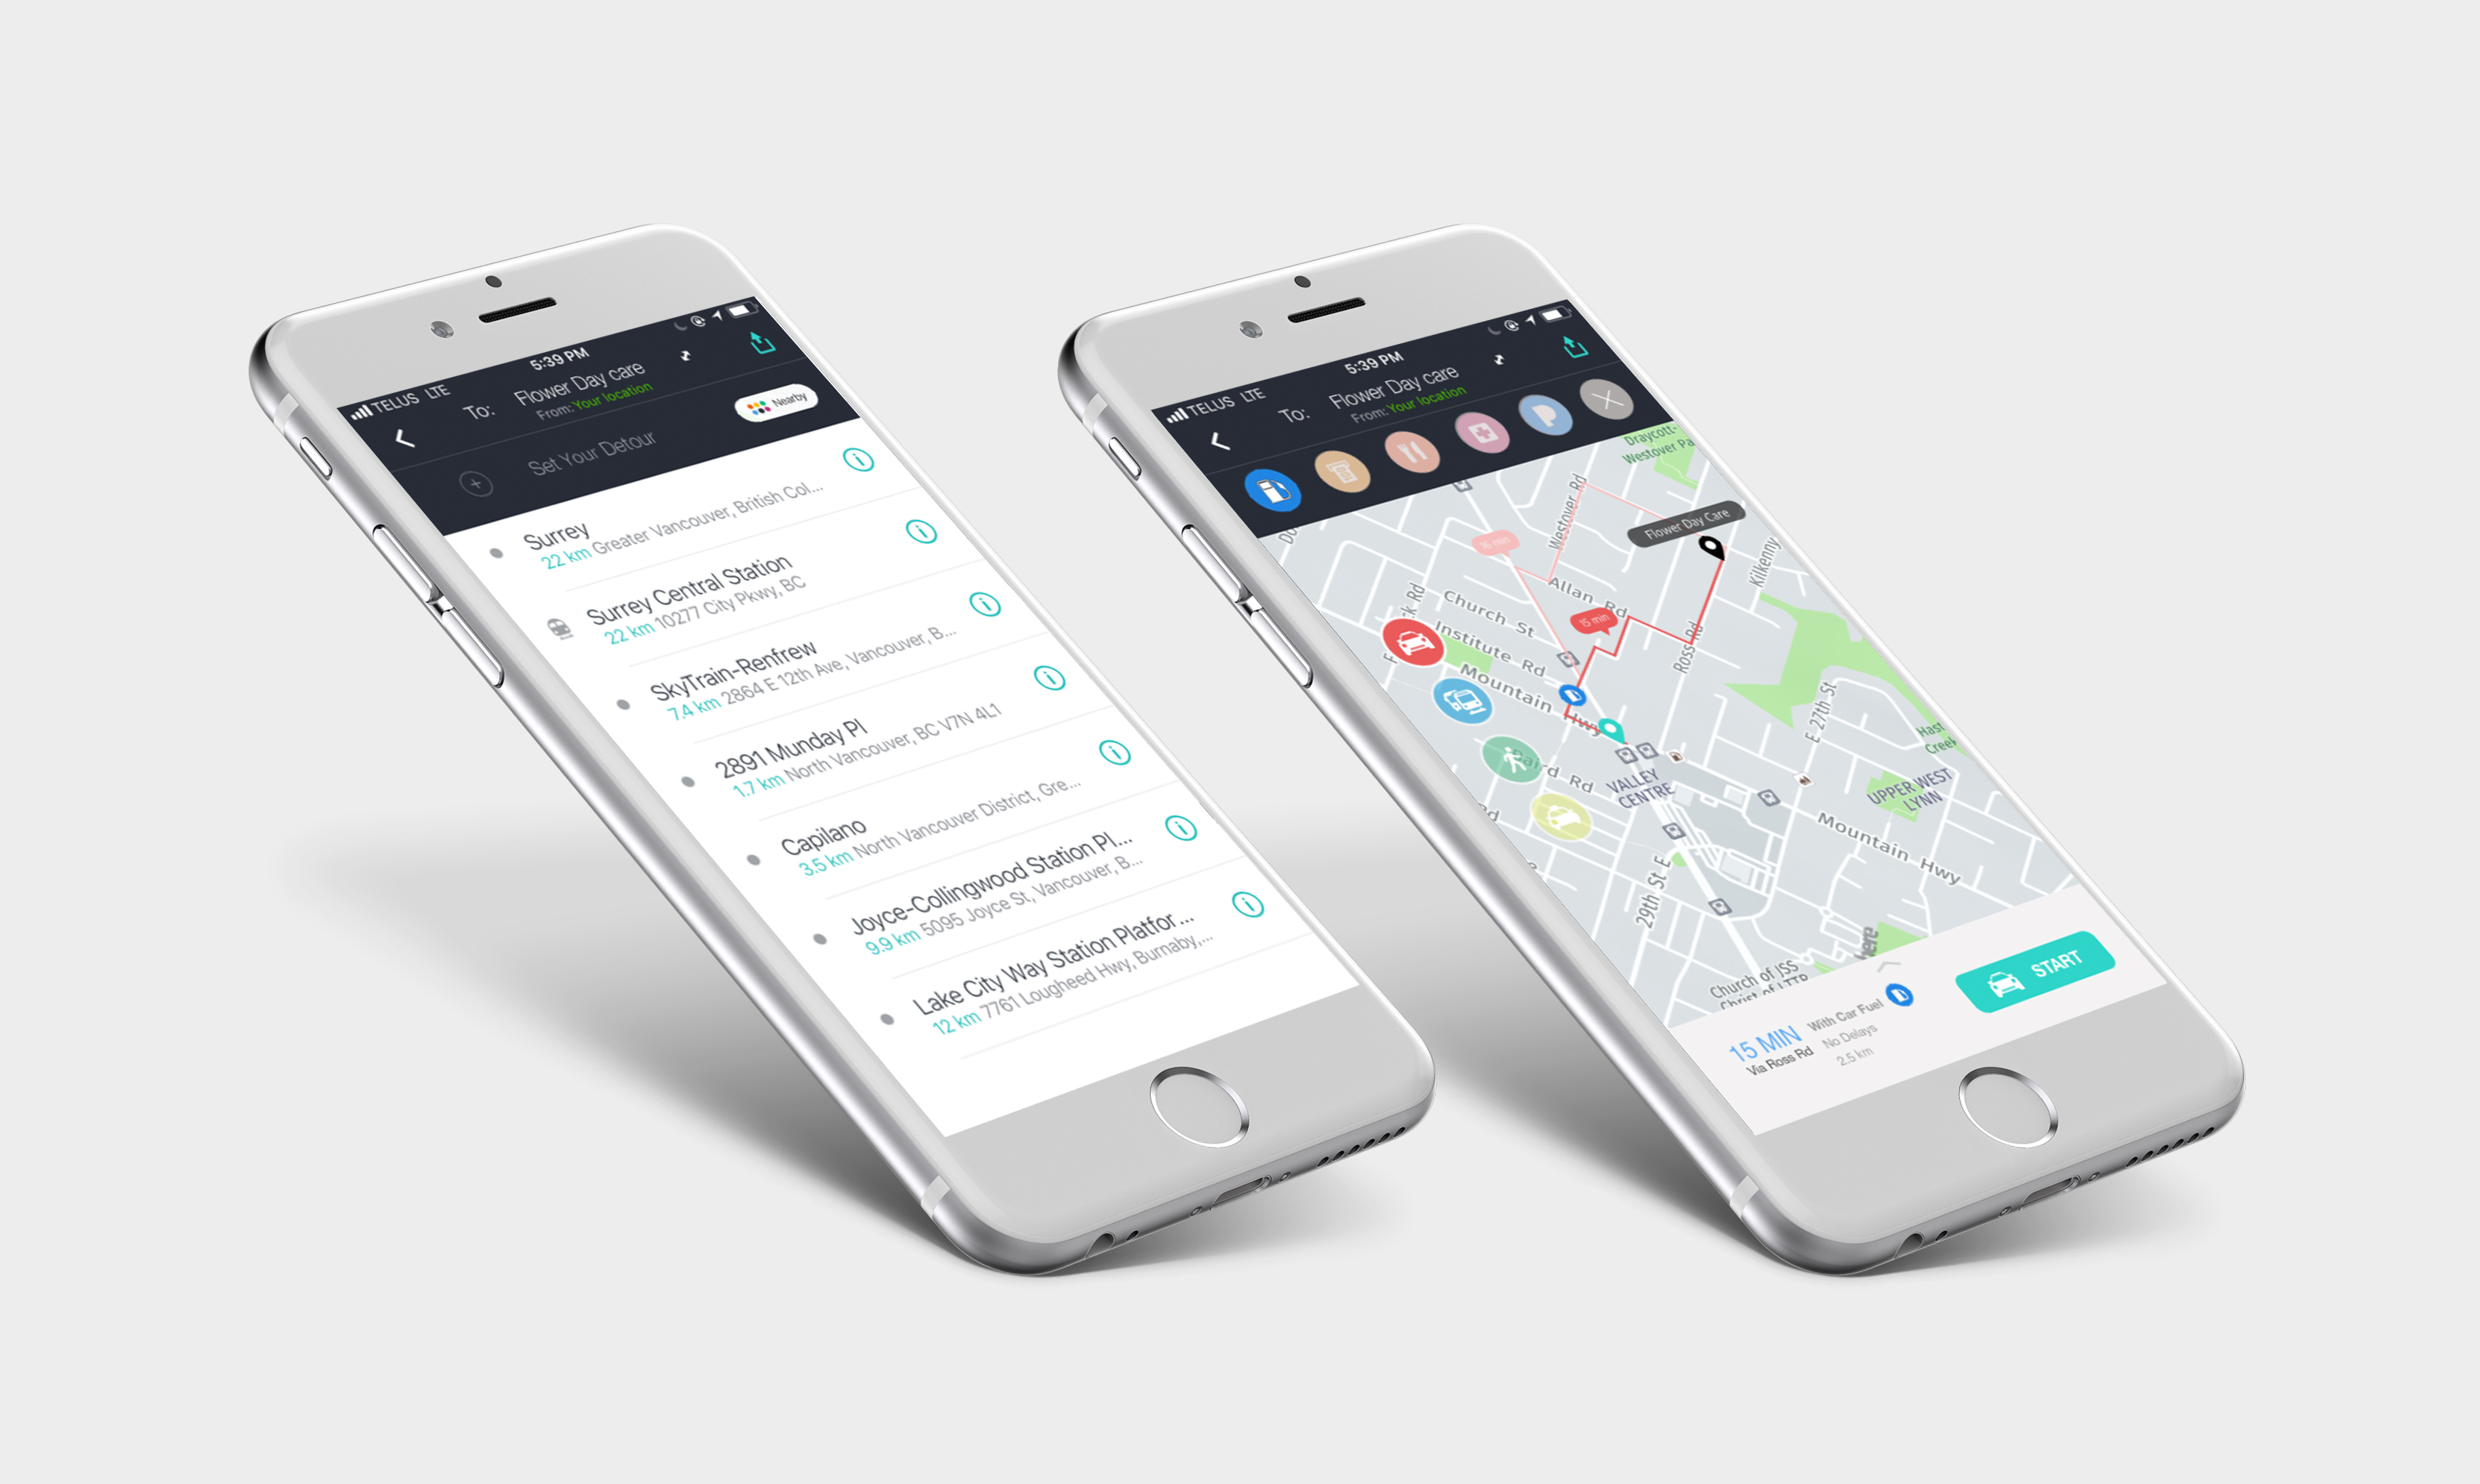 TELUS LTE
5:39 PM
To: Flower Day care
From: Your location
Set Your Detour
Nearby
Surrey
22 km Greater Vancouver, British Col...
Surrey Central Station
22 km 10277 City Pkwy, BC
SkyTrain-Renfrew
7.4 km 2864 E 12th Ave, Vancouver, B...
2891 Munday Pl
1.7 km North Vancouver, BC V7N 4L1
Capilano
3.5 km North Vancouver District, Gre...
Joyce-Collingwood Station Pl...
9.9 km 5095 Joyce St, Vancouver, B...
Lake City Way Station Platfor...
12 km 7761 Lougheed Hwy, Burnaby,...
TELUS LTE
5:39 PM
To: Flower Day care
From: Your location
P
Draycott-
Westover Pa
Westover Rd
Flower Day Care
16 min
Kilkenny
Allan Rd
Church St
15 min
Institute Rd
Ross Rd
Mountain Hwy
E 27th St
Hast
Creek
VALLEY
CENTRE
UPPER WEST
LYNN
Mountain Hwy
29th St E
Church of JSS
Christ of LTTR
START
15 MIN With Car Fuel
Via Ross Rd No Delays
2.5 km